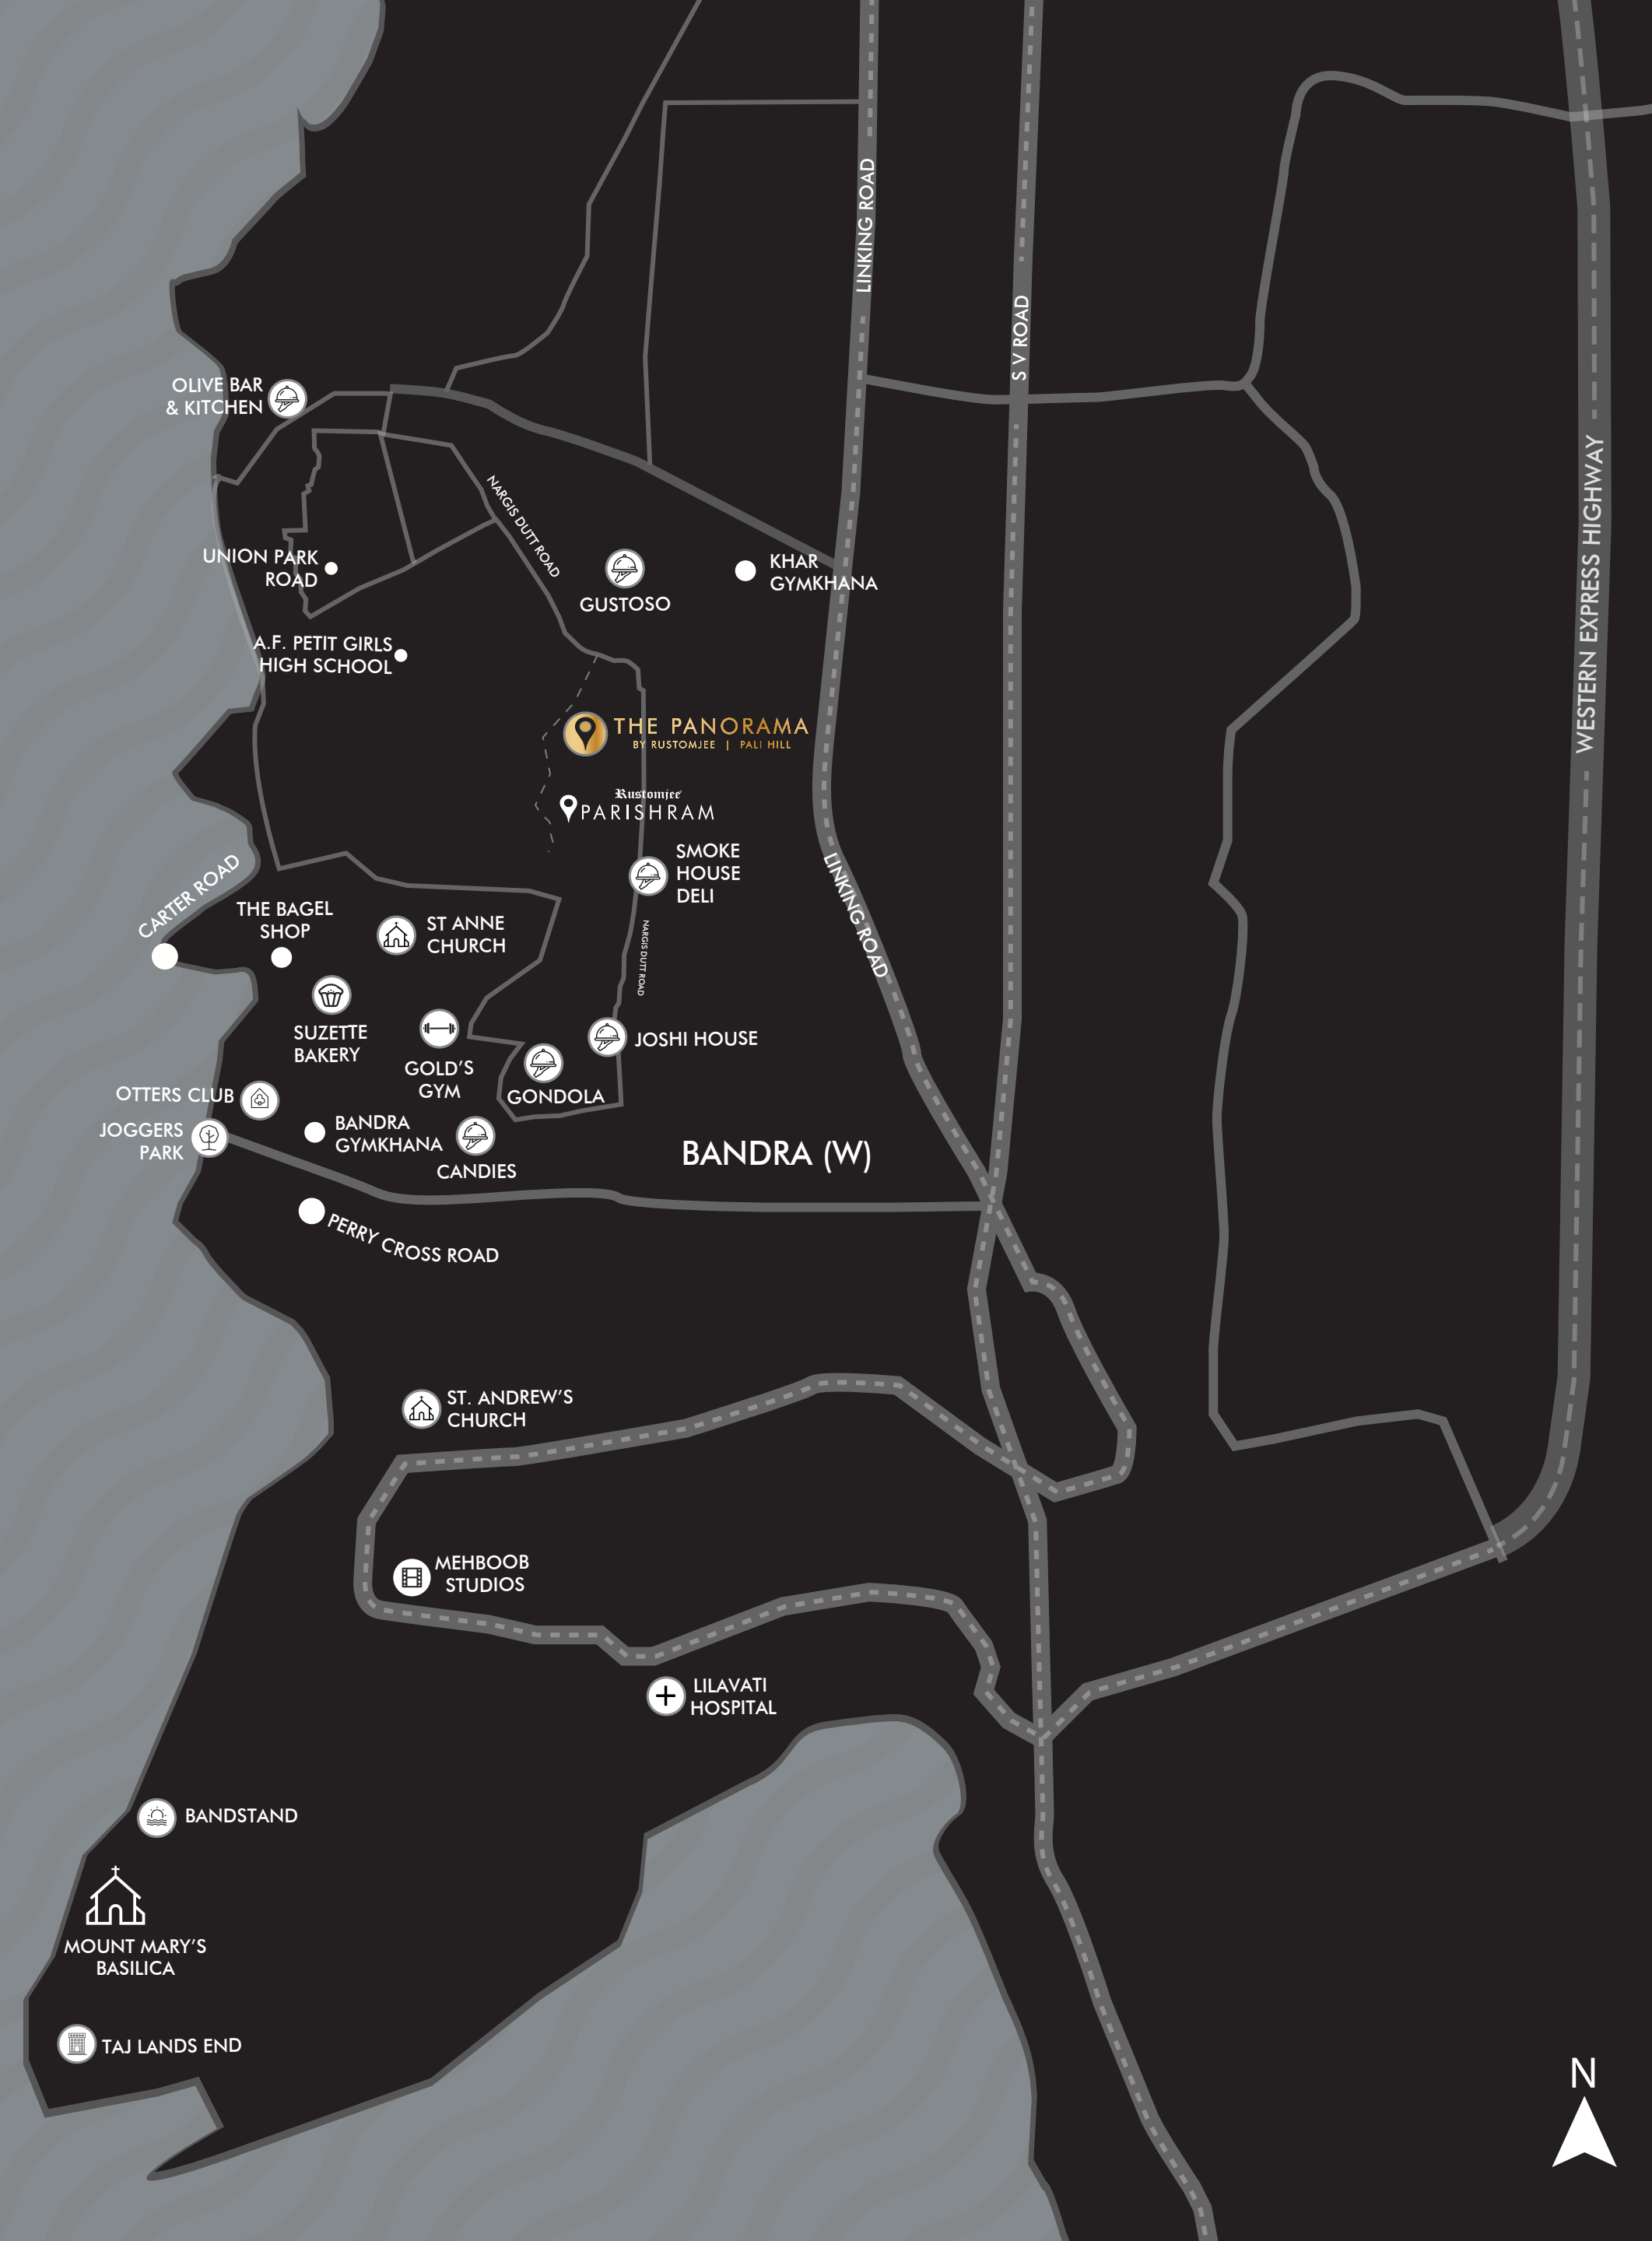 LINKING ROAD
S V ROAD
OLIVE BAR
& KITCHEN
WESTERN EXPRESS HIGHWAY
NARGIS DUTT ROAD
UNION PARK
ROAD
GUSTOSO
KHAR
GYMKHANA
A.F. PETIT GIRLS
HIGH SCHOOL
THE PANORAMA
BY RUSTOMJEE | PALI HILL
Rustomjee
PARISHRAM
SMOKE
HOUSE
DELI
LINKING ROAD
CARTER ROAD
THE BAGEL
SHOP
ST ANNE
CHURCH
NARGIS DUTT ROAD
SUZETTE
BAKERY
GOLD'S
GYM
JOSHI HOUSE
GONDOLA
OTTERS CLUB
JOGGERS
PARK
BANDRA
GYMKHANA
CANDIES
BANDRA (W)
PERRY CROSS ROAD
ST. ANDREW'S
CHURCH
MEHBOOB
STUDIOS
LILAVATI
HOSPITAL
BANDSTAND
MOUNT MARY'S
BASILICA
TAJ LANDS END
N